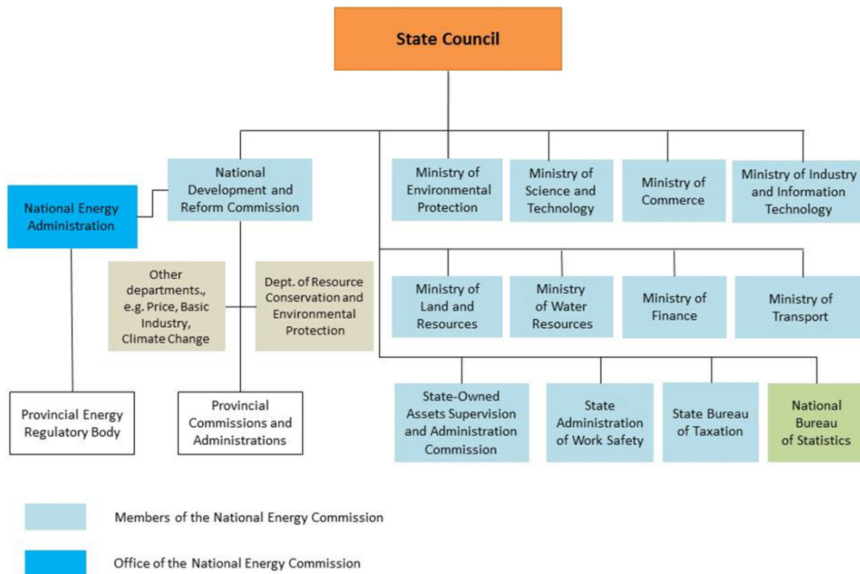 State Council
National
Development and
Reform Commission
Ministry of
Environmental
Protection
Ministry of
Science and
Technology
Ministry of
Commerce
Ministry of Industry
and Information
Technology
National Energy
Administration
Other
departments.,
e.g. Price, Basic
Industry,
Climate Change
Dept. of Resource
Conservation and
Environmental
Protection
Ministry of
Land and
Resources
Ministry
of Water
Resources
Ministry of
Finance
Ministry of
Transport
Provincial Energy
Regulatory Body
Provincial
Commissions and
Administrations
State-Owned
Assets Supervision
and Administration
Commission
State
Administration
of Work Safety
State Bureau
of Taxation
National
Bureau
of Statistics
Members of the National Energy Commission
Office of the National Energy Commission